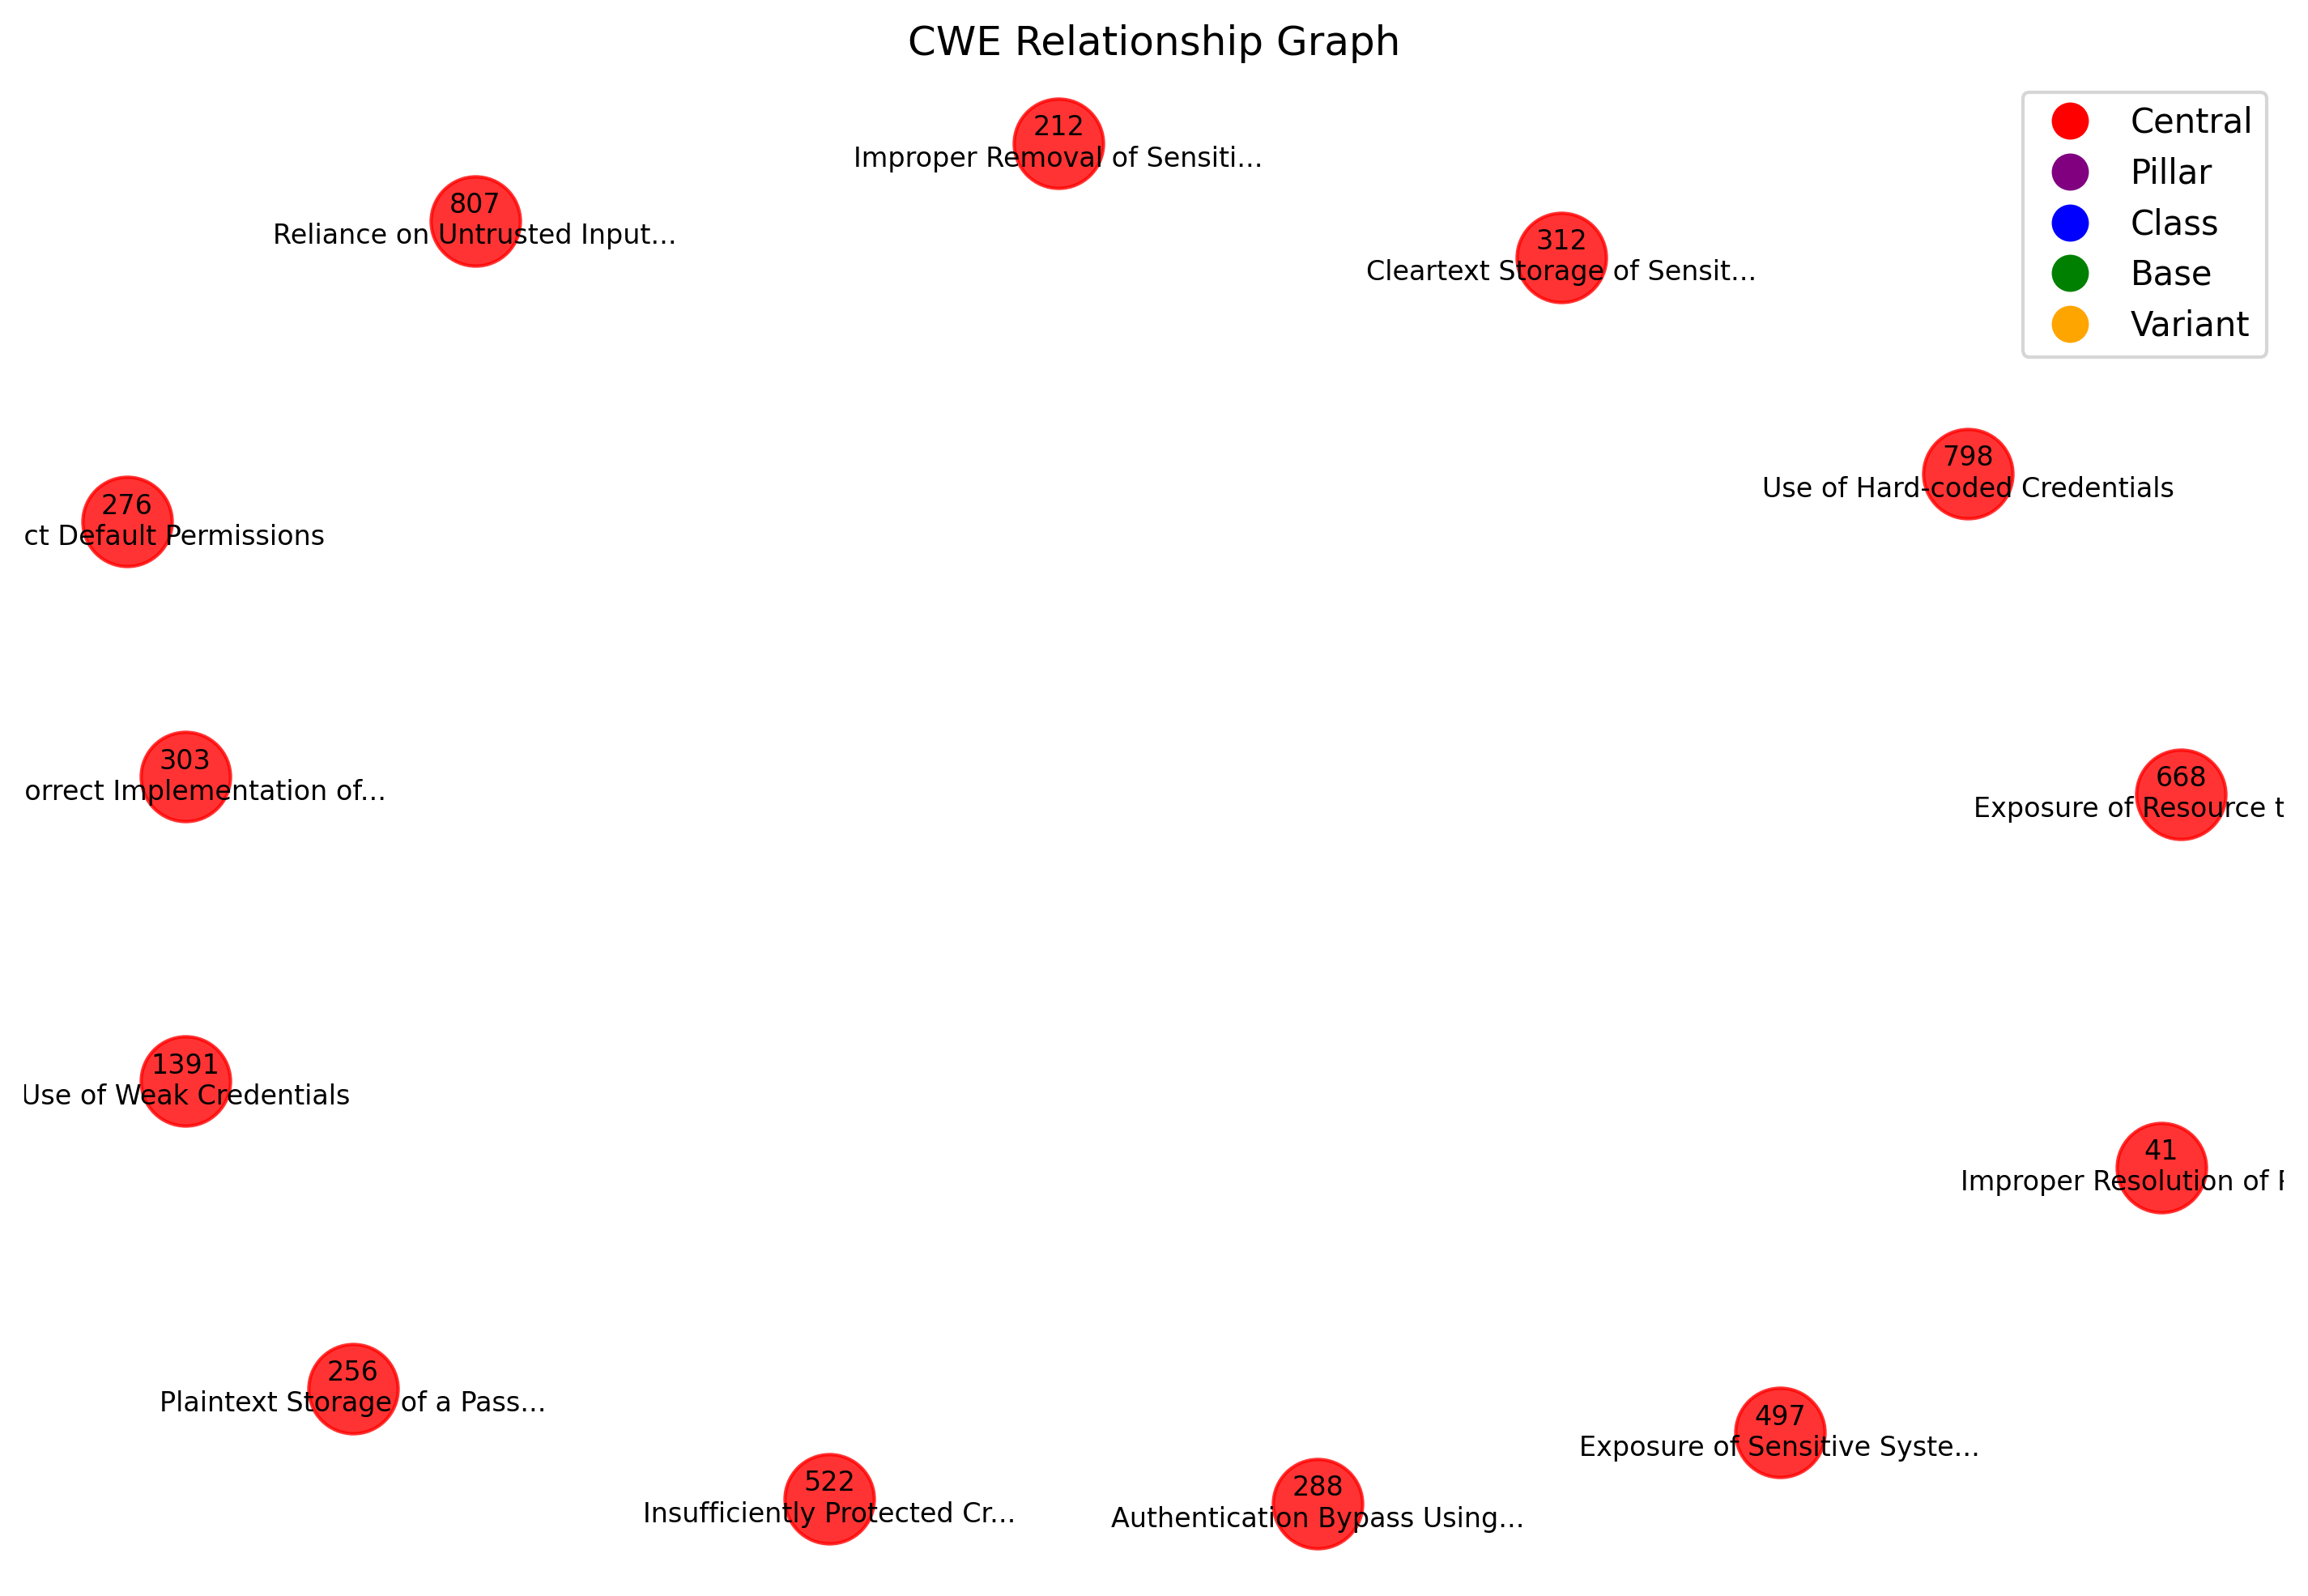 CWE Relationship Graph
212
Improper Removal of Sensiti...
Central
Pillar
Class
Base
Variant
807
Reliance on Untrusted Input...
312
Cleartext Storage of Sensit...
798
Use of Hard-coded Credentials
276
ct Default Permissions
303
orrect Implementation of...
668
Exposure of Resource t
1391
Use of Weak Credentials
41
Improper Resolution of
256
Plaintext Storage of a Pass...
497
Exposure of Sensitive Syste...
522
Insufficiently Protected Cr...
288
Authentication Bypass Using...